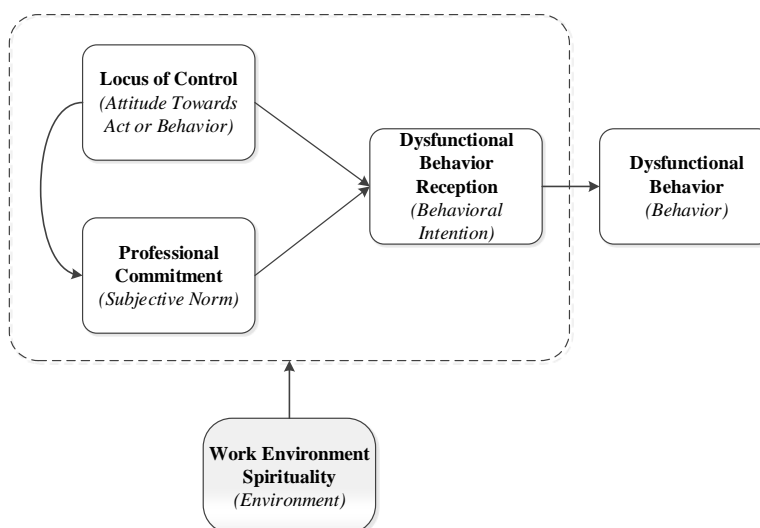 Locus of Control
(Attitude Towards
Act or Behavior)
Professional
Commitment
(Subjective Norm)
Dysfunctional
Behavior
Reception
(Behavioral
Intention)
Dysfunctional
Behavior
(Behavior)
Work Environment
Spirituality
(Environment)